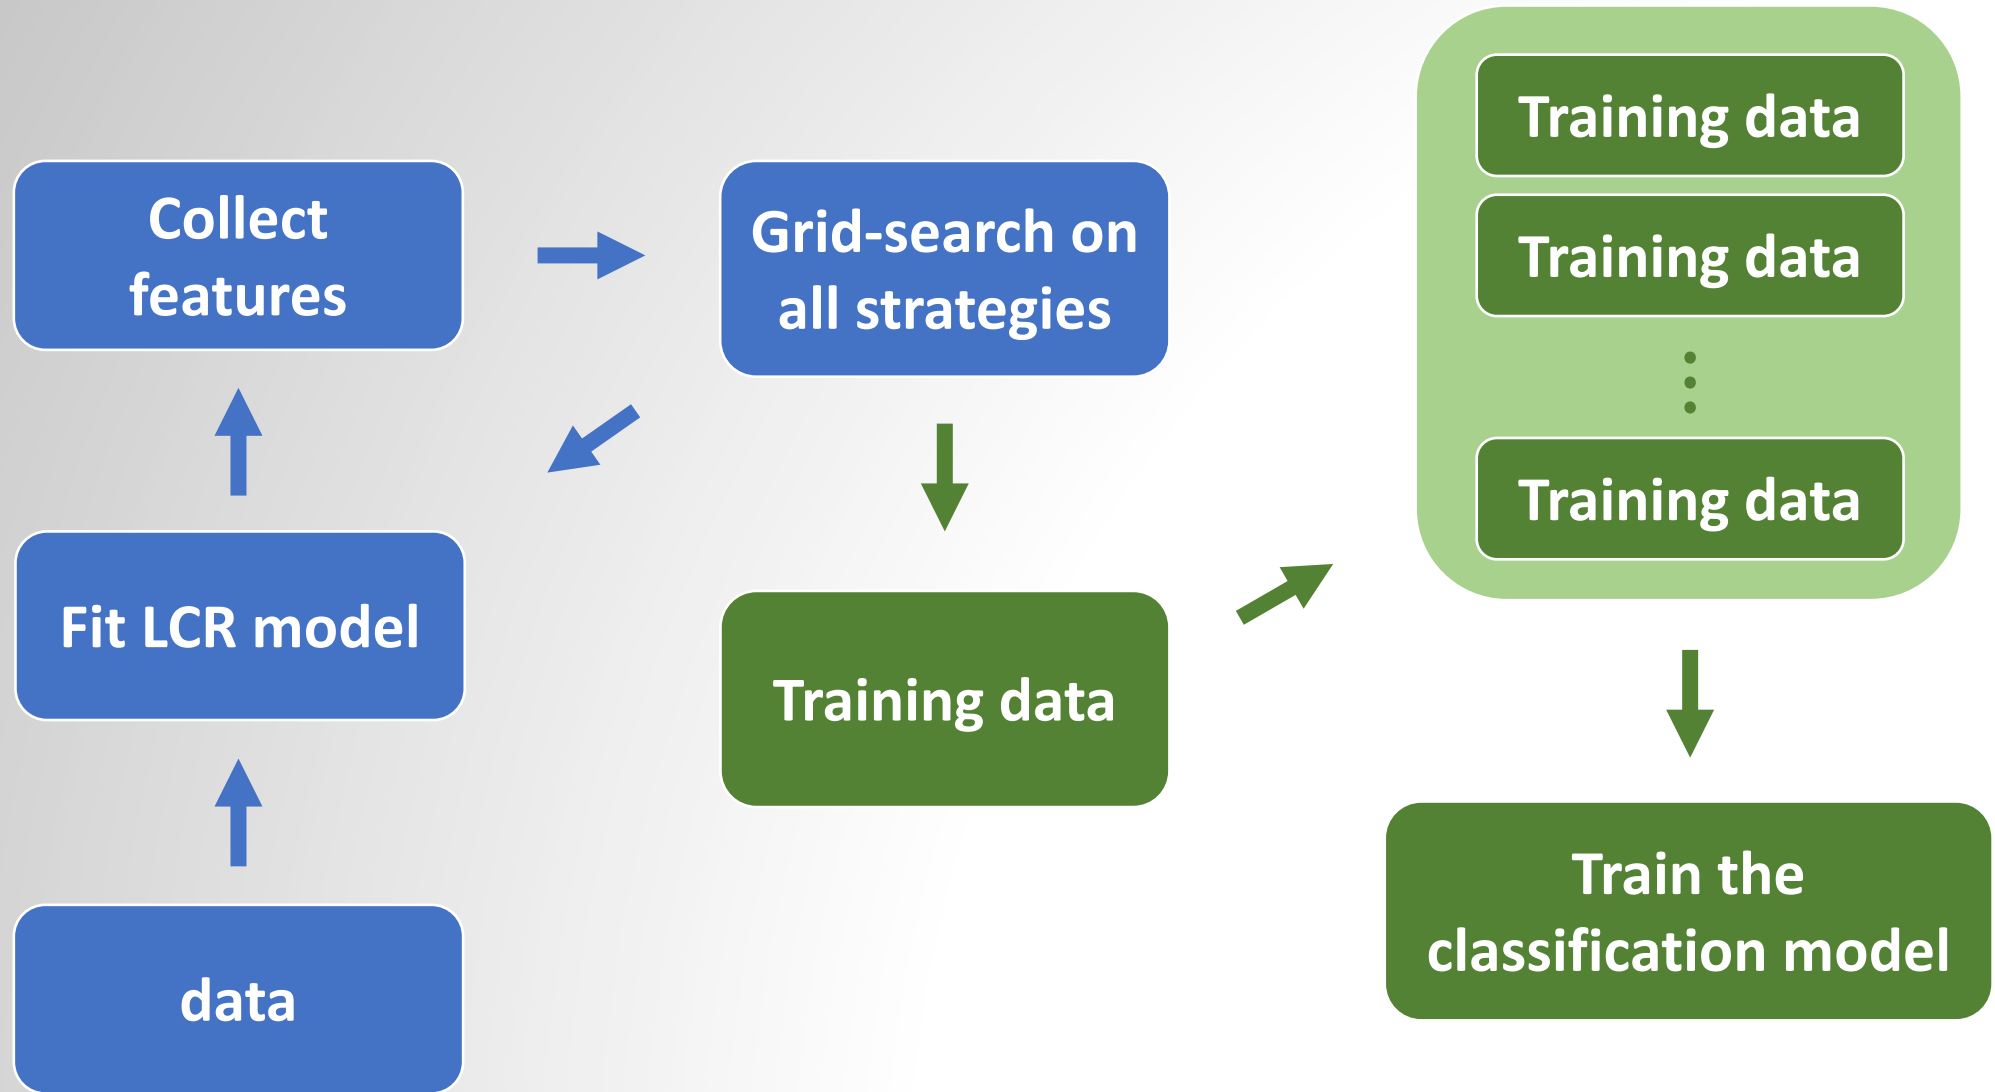 Collect
features
Grid-search on
all strategies
Training data
Training data
Training data
Fit LCR model
Training data
data
Train the
classification model